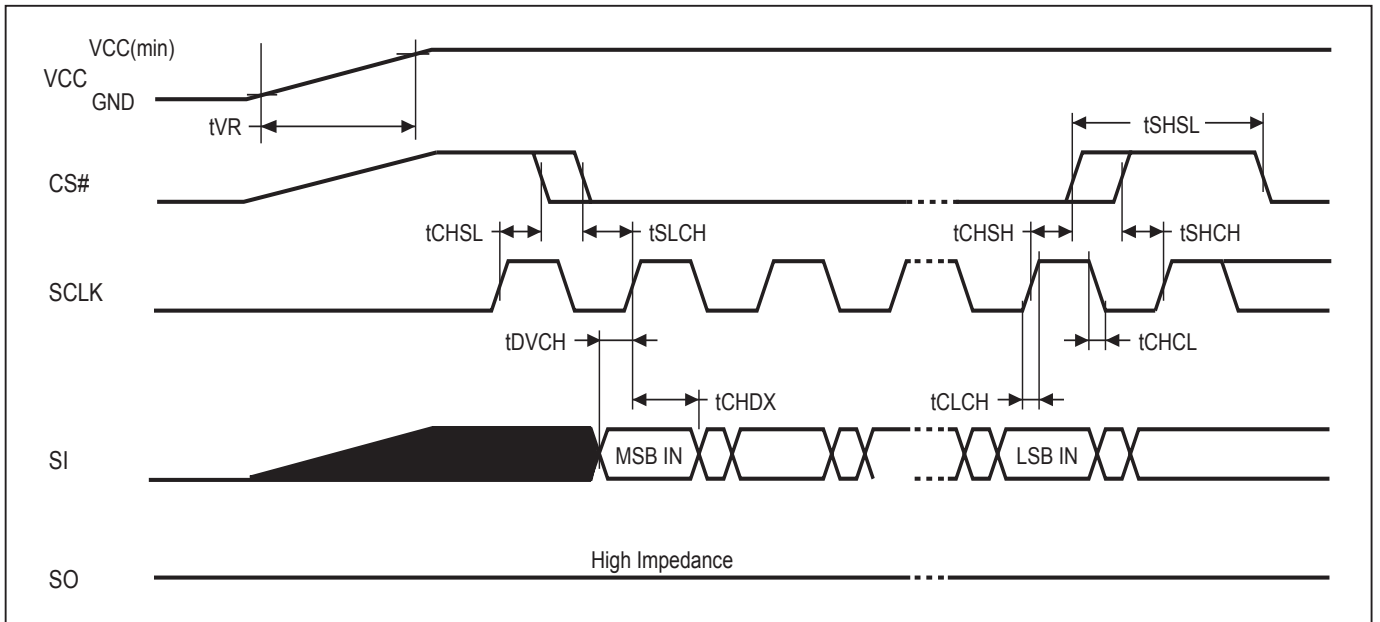 VCC(min)
VCC
GND
tVR
tSHSL
CS#
tCHSL
tSLCH
tCHSH
tSHCH
SCLK
tDVCH
tCHCL
tCHDX
tCLCH
SI
MSB IN
LSB IN
High Impedance
SO